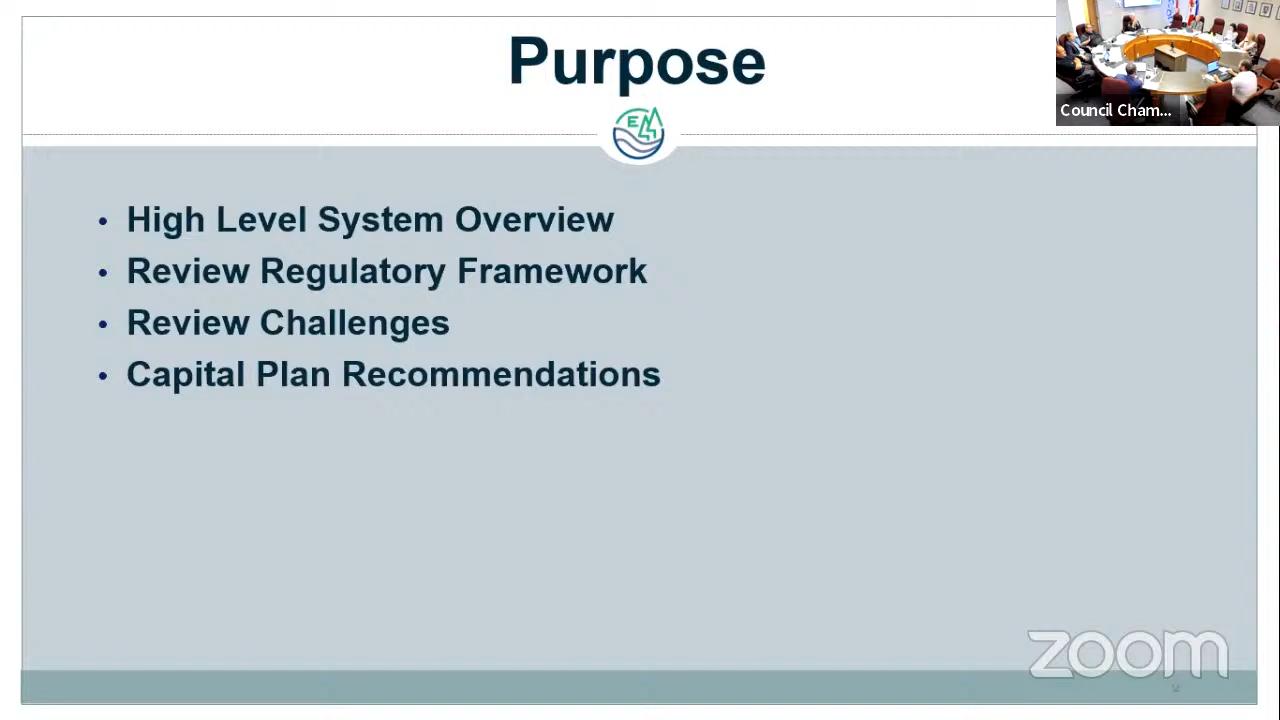 Purpose
Council Cham...
• High Level System Overview
• Review Regulatory Framework
• Review Challenges
• Capital Plan Recommendations
zoom